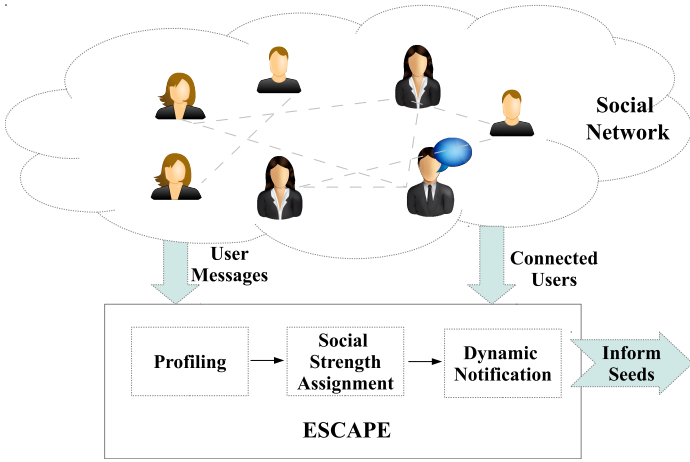 Social
Network
User
Messages
Connected
Users
Profiling
Social
Strength
Assignment
Dynamic
Notification
Inform
Seeds
ESCAPE